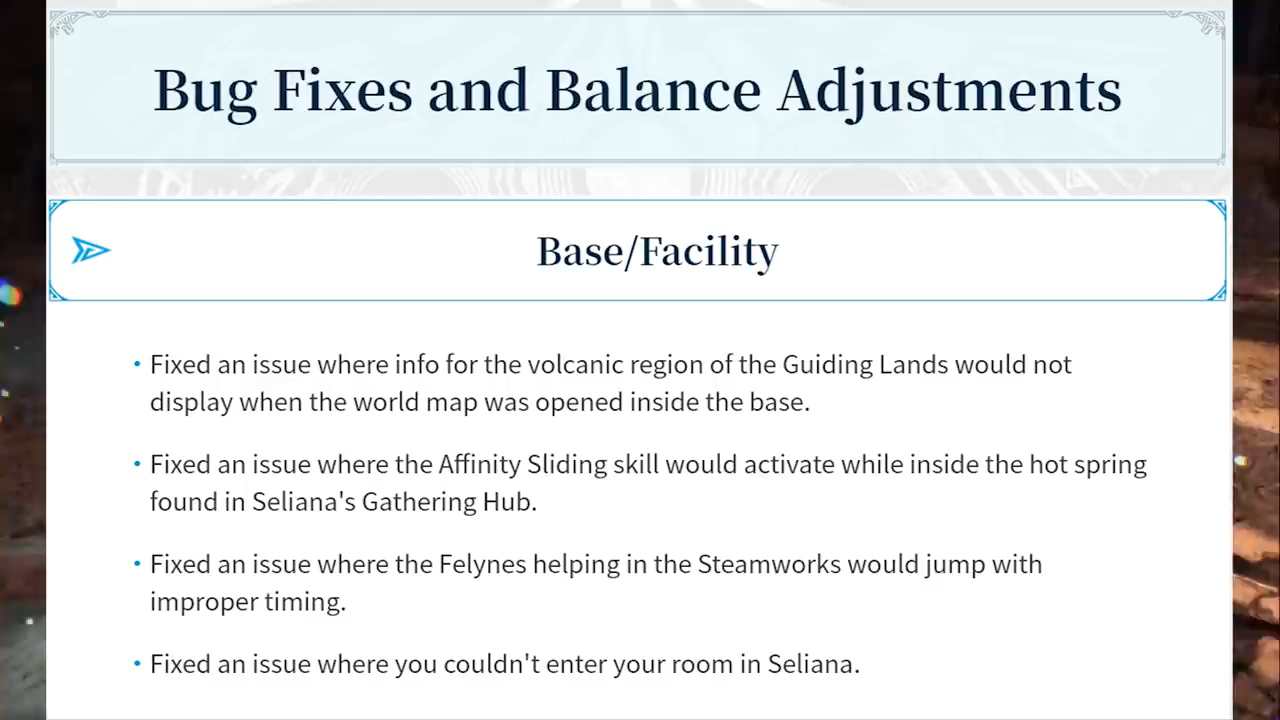 Bug Fixes and Balance Adjustments
Base/Facility
• Fixed an issue where info for the volcanic region of the Guiding Lands would not
display when the world map was opened inside the base.
• Fixed an issue where the Affinity Sliding skill would activate while inside the hot spring
found in Seliana's Gathering Hub.
• Fixed an issue where the Felynes helping in the Steamworks would jump with
improper timing.
• Fixed an issue where you couldn't enter your room in Seliana.